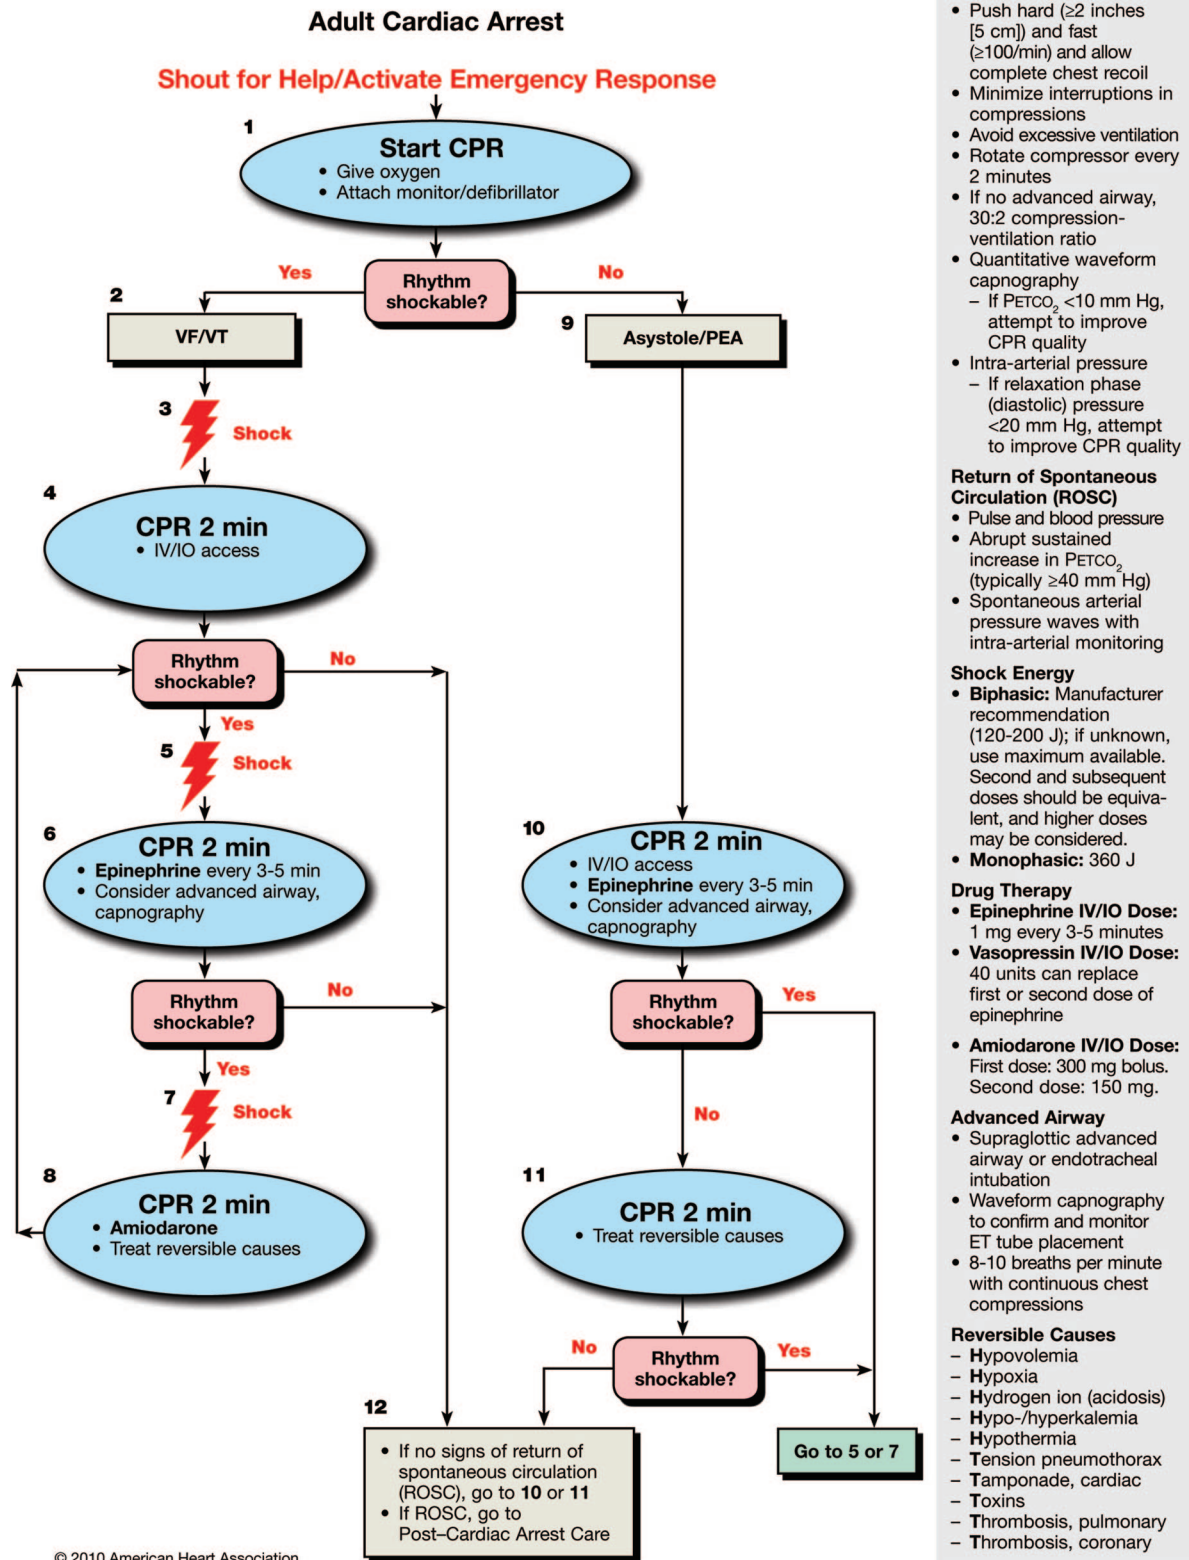 Adult Cardiac Arrest
Shout for Help/Activate Emergency Response
1
Start CPR
• Give oxygen
• Attach monitor/defibrillator
Rhythm
shockable?
Yes
No
2
VF/VT
9
Asystole/PEA
3
Shock
4
CPR 2 min
• IV/IO access
Rhythm
shockable?
No
Yes
5
Shock
6
CPR 2 min
• Epinephrine every 3-5 min
• Consider advanced airway,
capnography
10
CPR 2 min
• IV/IO access
• Epinephrine every 3-5 min
• Consider advanced airway,
capnography
Rhythm
shockable?
No
Yes
Rhythm
shockable?
Yes
No
7
Shock
8
CPR 2 min
• Amiodarone
• Treat reversible causes
11
CPR 2 min
• Treat reversible causes
Rhythm
shockable?
No
Yes
12
• If no signs of return of
spontaneous circulation
(ROSC), go to 10 or 11
• If ROSC, go to
Post–Cardiac Arrest Care
Go to 5 or 7
© 2010 American Heart Association
• Push hard (≥2 inches
[5 cm]) and fast
(≥100/min) and allow
complete chest recoil
• Minimize interruptions in
compressions
• Avoid excessive ventilation
• Rotate compressor every
2 minutes
• If no advanced airway,
30:2 compression-
ventilation ratio
• Quantitative waveform
capnography
– If PETCO2 <10 mm Hg,
attempt to improve
CPR quality
• Intra-arterial pressure
– If relaxation phase
(diastolic) pressure
<20 mm Hg, attempt
to improve CPR quality
Return of Spontaneous
Circulation (ROSC)
• Pulse and blood pressure
• Abrupt sustained
increase in PETCO2
(typically ≥40 mm Hg)
• Spontaneous arterial
pressure waves with
intra-arterial monitoring
Shock Energy
• Biphasic: Manufacturer
recommendation
(120-200 J); if unknown,
use maximum available.
Second and subsequent
doses should be equiva-
lent, and higher doses
may be considered.
• Monophasic: 360 J
Drug Therapy
• Epinephrine IV/IO Dose:
1 mg every 3-5 minutes
• Vasopressin IV/IO Dose:
40 units can replace
first or second dose of
epinephrine
• Amiodarone IV/IO Dose:
First dose: 300 mg bolus.
Second dose: 150 mg.
Advanced Airway
• Supraglottic advanced
airway or endotracheal
intubation
• Waveform capnography
to confirm and monitor
ET tube placement
• 8-10 breaths per minute
with continuous chest
compressions
Reversible Causes
– Hypovolemia
– Hypoxia
– Hydrogen ion (acidosis)
– Hypo-/hyperkalemia
– Hypothermia
– Tension pneumothorax
– Tamponade, cardiac
– Toxins
– Thrombosis, pulmonary
– Thrombosis, coronary